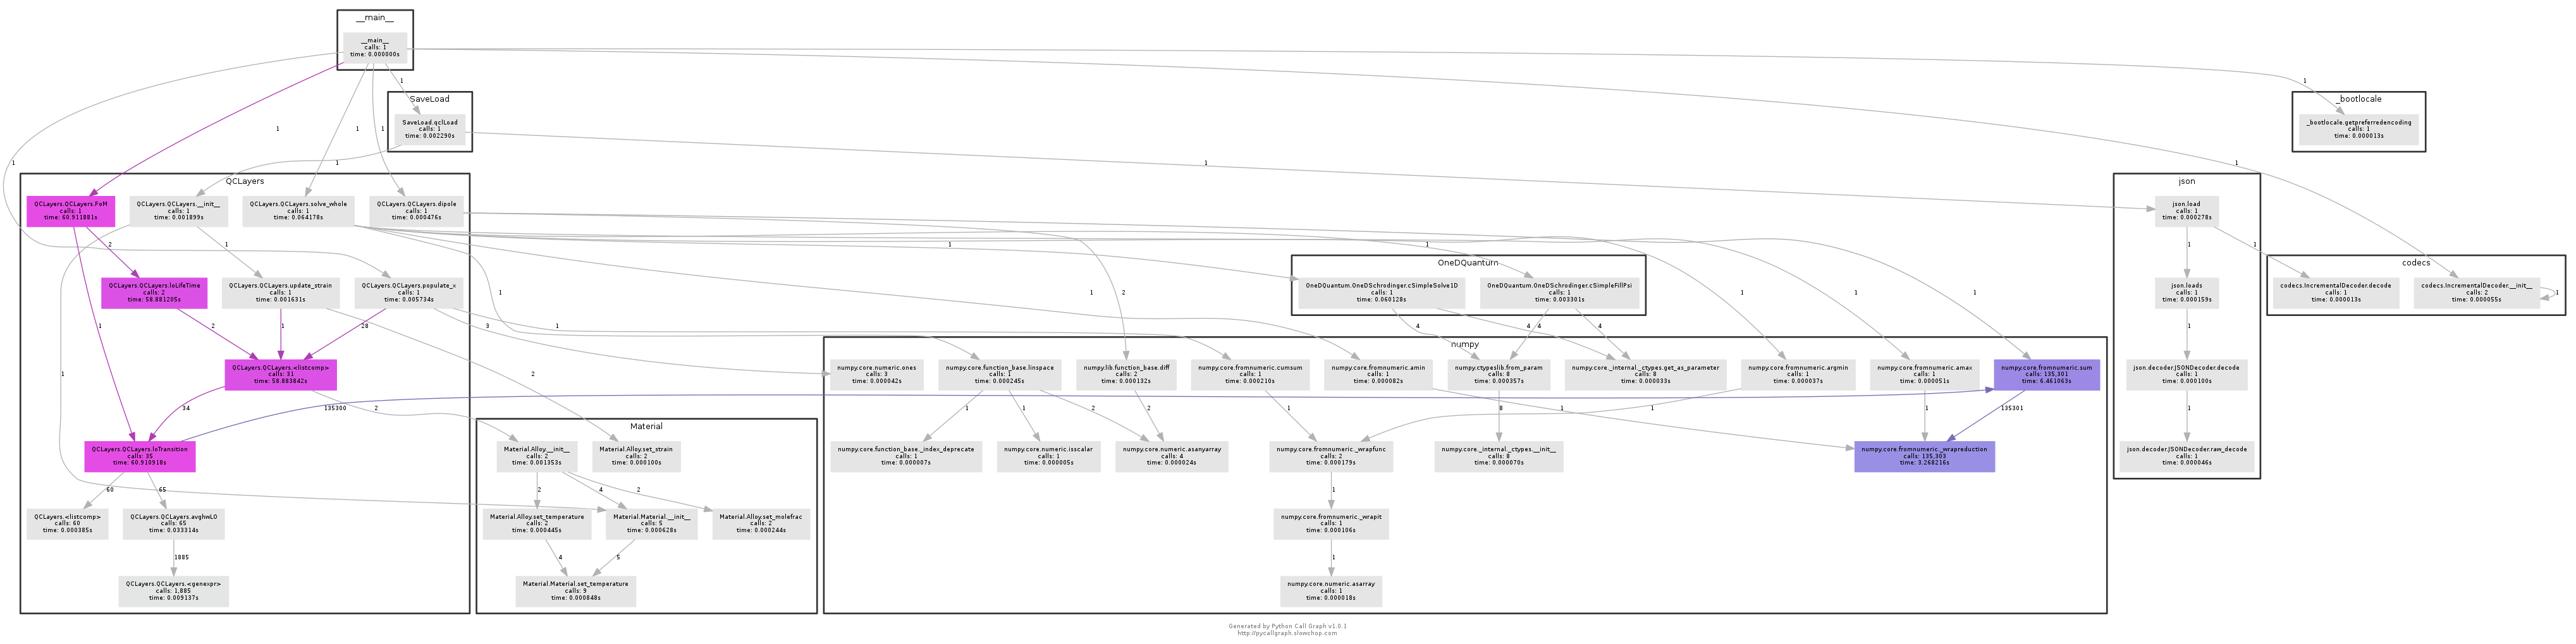 __main__
__main__
calls: 1
time: 0.000000s
1
1
1
1
1
1
1
SaveLoad
SaveLoad.qclLoad
calls: 1
time: 0.002290s
1
1
_bootlocale
_bootlocale.getpreferredencoding
calls: 1
time: 0.000013s
QCLayers
QCLayers.QCLayers.FoM
calls: 1
time: 60.911881s
QCLayers.QCLayers.__init__
calls: 1
time: 0.001899s
QCLayers.QCLayers.solve_whole
calls: 1
time: 0.064178s
QCLayers.QCLayers.dipole
calls: 1
time: 0.000476s
2
1
1
1
1
QCLayers.QCLayers.loLifeTime
calls: 2
time: 58.881205s
QCLayers.QCLayers.update_strain
calls: 1
time: 0.001631s
QCLayers.QCLayers.populate_x
calls: 1
time: 0.005734s
1
1
2
1
1
1
1
2
1
28
3
1
2
QCLayers.QCLayers.<listcomp>
calls: 31
time: 58.883842s
34
2
135300
QCLayers.QCLayers.loTransition
calls: 35
time: 60.910918s
60
65
QCLayers.<listcomp>
calls: 60
time: 0.000385s
QCLayers.QCLayers.avghwLO
calls: 65
time: 0.033314s
1885
QCLayers.QCLayers.<genexpr>
calls: 1,885
time: 0.009137s
OneDQuantum
OneDQuantum.OneDSchrodinger.cSimpleSolve1D
calls: 1
time: 0.060128s
OneDQuantum.OneDSchrodinger.cSimpleFillPsi
calls: 1
time: 0.003301s
4
4
4
4
json
json.load
calls: 1
time: 0.000278s
1
1
json.loads
calls: 1
time: 0.000159s
1
json.decoder.JSONDecoder.decode
calls: 1
time: 0.000100s
1
json.decoder.JSONDecoder.raw_decode
calls: 1
time: 0.000046s
codecs
codecs.IncrementalDecoder.decode
calls: 1
time: 0.000013s
codecs.IncrementalDecoder.__init__
calls: 2
time: 0.000055s
1
numpy
numpy.core.numeric.ones
calls: 3
time: 0.000042s
numpy.core.function_base.linspace
calls: 1
time: 0.000245s
numpy.lib.function_base.diff
calls: 2
time: 0.000132s
numpy.core.fromnumeric.cumsum
calls: 1
time: 0.000210s
numpy.core.fromnumeric.amin
calls: 1
time: 0.000082s
numpy.ctypeslib.from_param
calls: 8
time: 0.000357s
numpy.core._internal._ctypes.get_as_parameter
calls: 8
time: 0.000033s
numpy.core.fromnumeric.argmin
calls: 1
time: 0.000037s
numpy.core.fromnumeric.amax
calls: 1
time: 0.000051s
numpy.core.fromnumeric.sum
calls: 135,301
time: 6.461063s
1
1
2
2
1
8
1
1
1
135301
numpy.core.function_base._index_deprecate
calls: 1
time: 0.000007s
numpy.core.numeric.isscalar
calls: 1
time: 0.000005s
numpy.core.numeric.asanyarray
calls: 4
time: 0.000024s
numpy.core.fromnumeric._wrapfunc
calls: 2
time: 0.000179s
numpy.core._internal._ctypes.__init__
calls: 8
time: 0.000070s
numpy.core.fromnumeric._wrapreduction
calls: 135,303
time: 3.268216s
1
numpy.core.fromnumeric._wrapit
calls: 1
time: 0.000106s
1
numpy.core.numeric.asarray
calls: 1
time: 0.000018s
Material
Material.Alloy.__init__
calls: 2
time: 0.001353s
Material.Alloy.set_strain
calls: 2
time: 0.000100s
2
4
2
Material.Alloy.set_temperature
calls: 2
time: 0.000445s
Material.Material.__init__
calls: 5
time: 0.000628s
Material.Alloy.set_molefrac
calls: 2
time: 0.000244s
4
5
Material.Material.set_temperature
calls: 9
time: 0.000848s
Generated by Python Call Graph v1.0.1
http://pycallgraph.slowchop.com